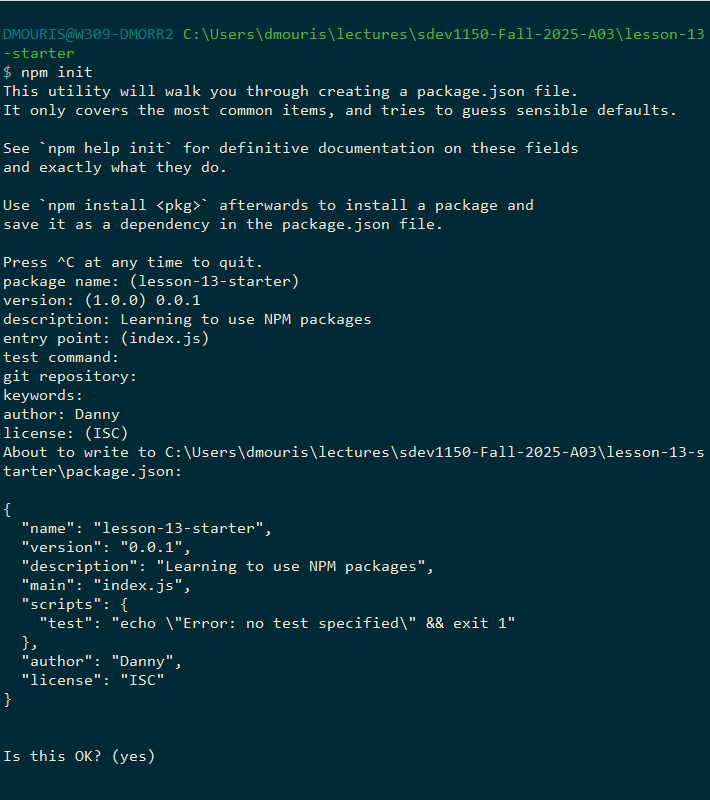 DMOURIS@W309-DMORR2 C:\Users\dmouris\lectures\sdev1150-Fall-2025-A03\lesson-13
-starter
$ npm init
This utility will walk you through creating a package.json file.
It only covers the most common items, and tries to guess sensible defaults.

See `npm help init` for definitive documentation on these fields
and exactly what they do.

Use `npm install <pkg>` afterwards to install a package and
save it as a dependency in the package.json file.

Press ^C at any time to quit.
package name: (lesson-13-starter)
version: (1.0.0) 0.0.1
description: Learning to use NPM packages
entry point: (index.js)
test command:
git repository:
keywords:
author: Danny
license: (ISC)
About to write to C:\Users\dmouris\lectures\sdev1150-Fall-2025-A03\lesson-13-s
tarter\package.json:

{
  "name": "lesson-13-starter",
  "version": "0.0.1",
  "description": "Learning to use NPM packages",
  "main": "index.js",
  "scripts": {
    "test": "echo \"Error: no test specified\" && exit 1"
  },
  "author": "Danny",
  "license": "ISC"
}

Is this OK? (yes)